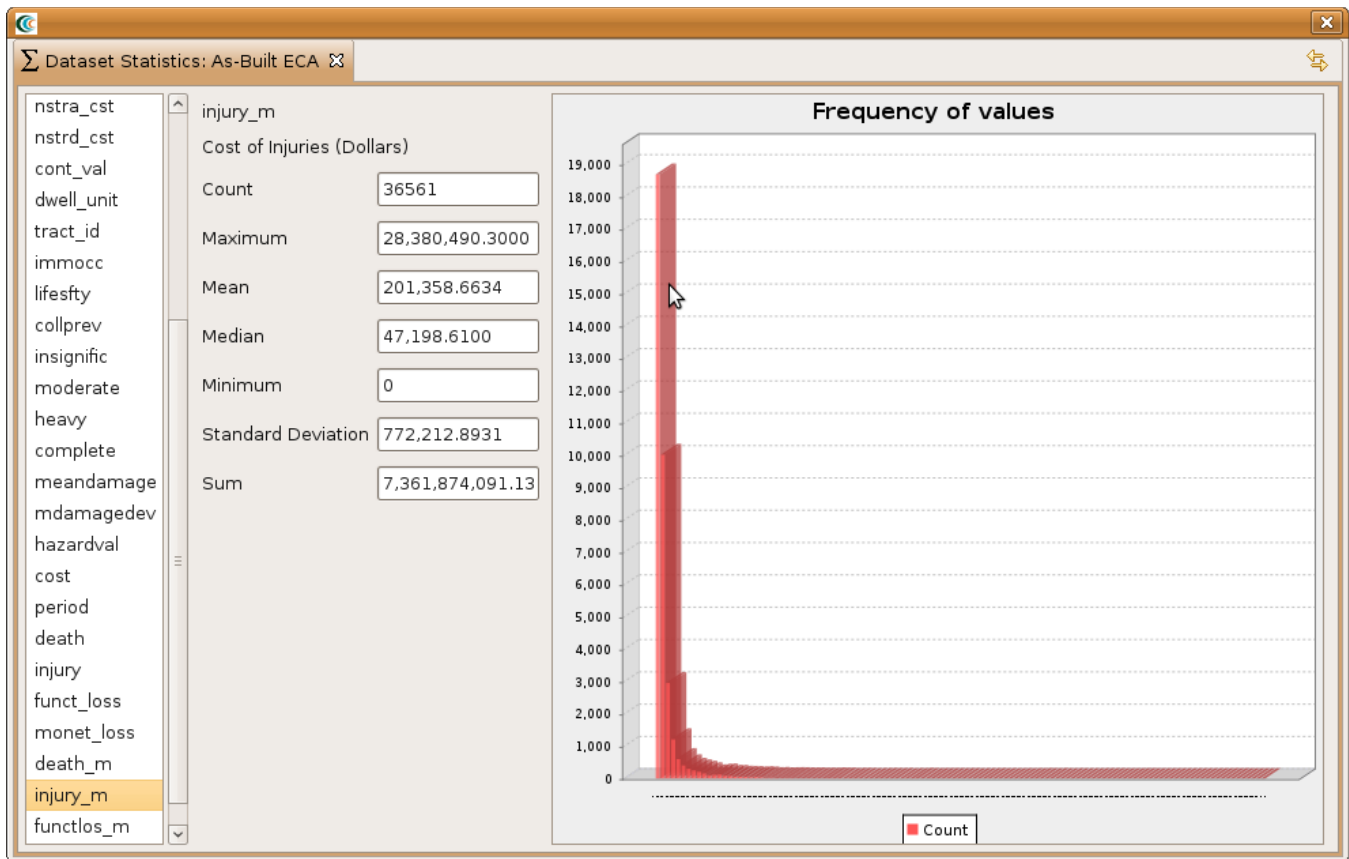 Dataset Statistics: As-Built ECA
nstra_cst
nstrd_cst
cont_val
dwell_unit
tract_id
immocc
lifesfty
collprev
insignific
moderate
heavy
complete
meandamage
mdamagedev
hazardval
cost
period
death
injury
funct_loss
monet_loss
death_m
injury_m
functlos_m
injury_m
Cost of Injuries (Dollars)
Count 36561
Maximum 28,380,490.3000
Mean 201,358.6634
Median 47,198.6100
Minimum 0
Standard Deviation 772,212.8931
Sum 7,361,874,091.13
Frequency of values
19,000
18,000
17,000
16,000
15,000
14,000
13,000
12,000
11,000
10,000
9,000
8,000
7,000
6,000
5,000
4,000
3,000
2,000
1,000
0
Count